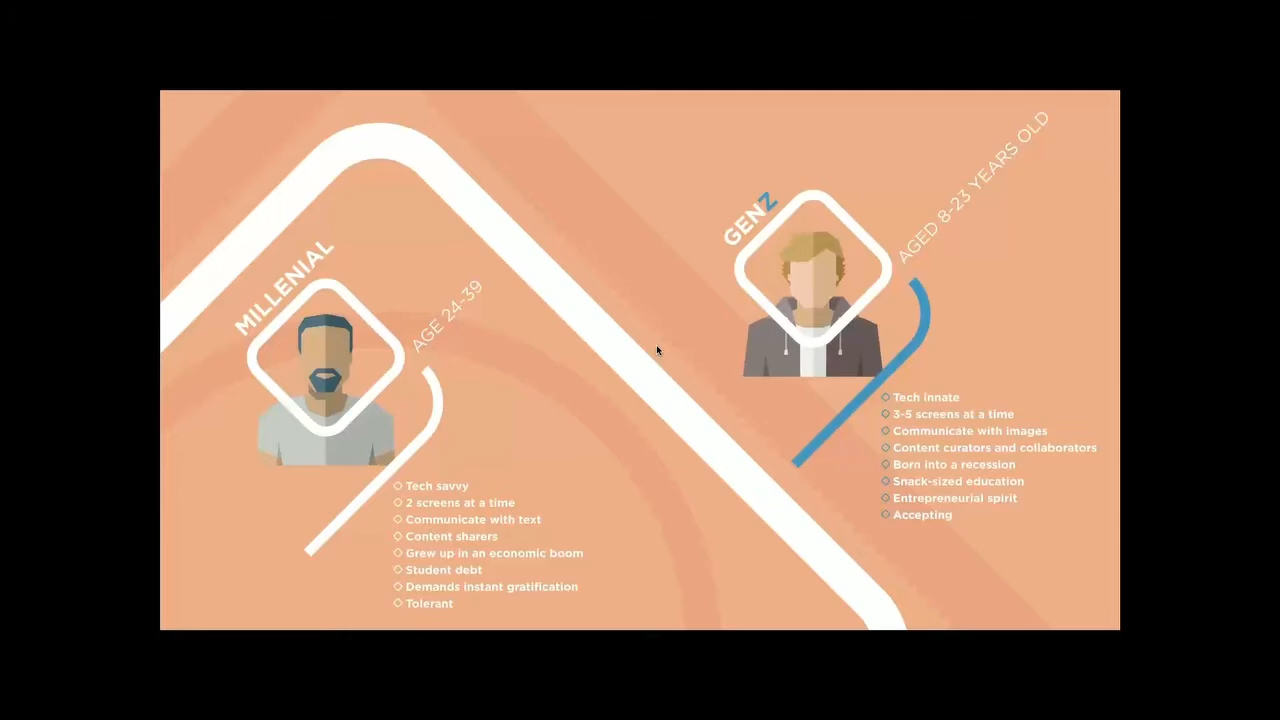 MILLENIAL
AGE 24-39
Tech savvy
2 screens at a time
Communicate with text
Content sharers
Grew up in an economic boom
Student debt
Demands instant gratification
Tolerant
GENZ
AGED 8-23 YEARS OLD
Tech innate
3-5 screens at a time
Communicate with images
Content curators and collaborators
Born into a recession
Snack-sized education
Entrepreneurial spirit
Accepting